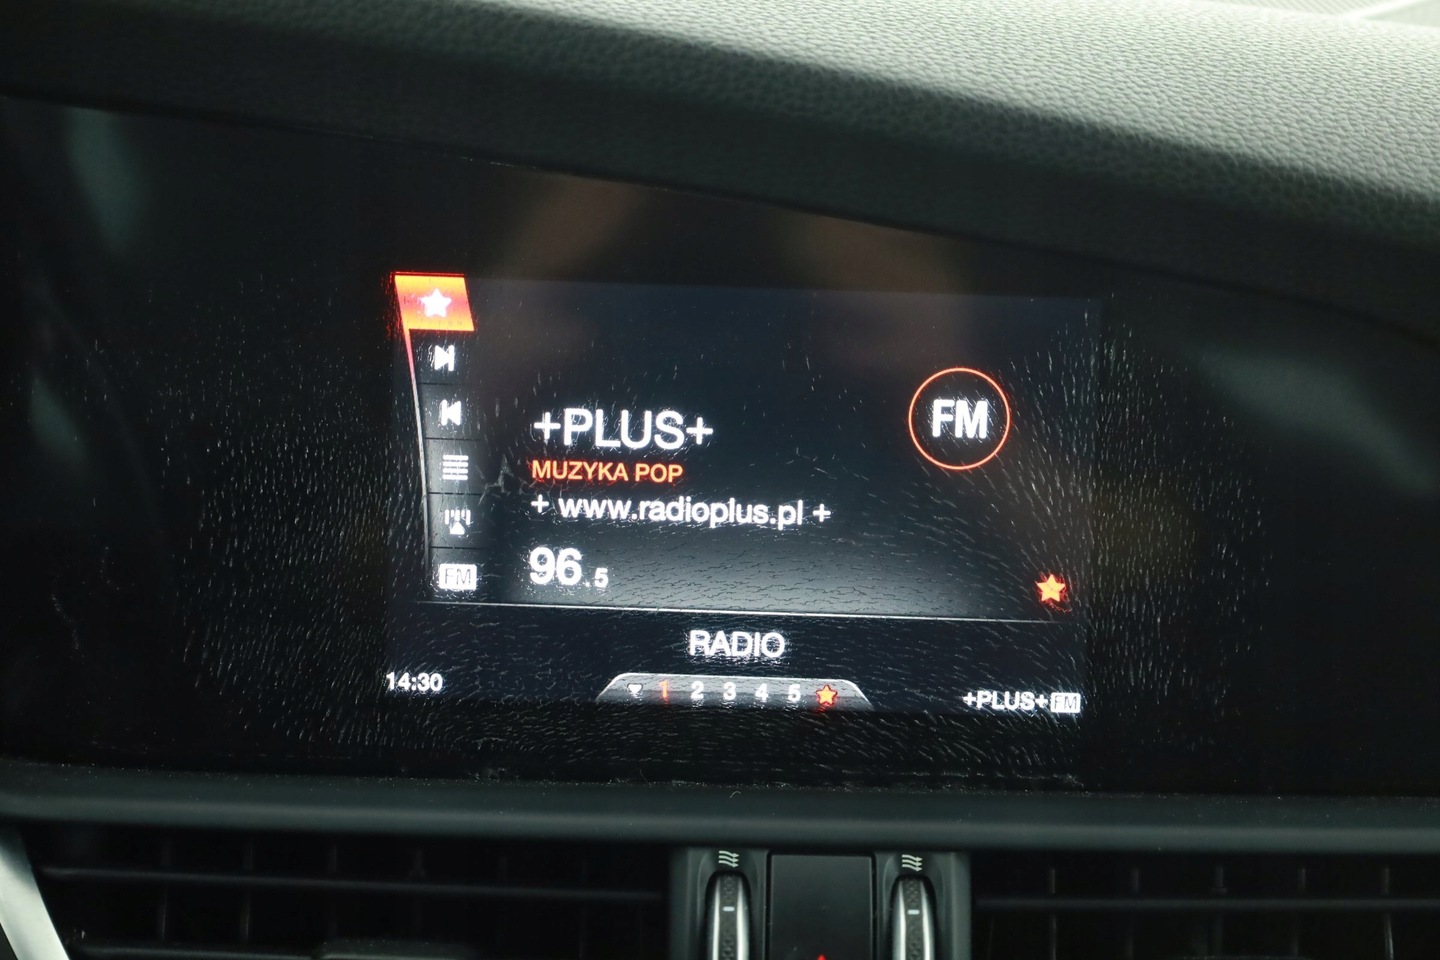 +PLUS+
FM
MUZYKA POP
+ www.radioplus.pl +
96.5
FM
RADIO
14:30
1 2 3 4 5
+PLUS+ FM